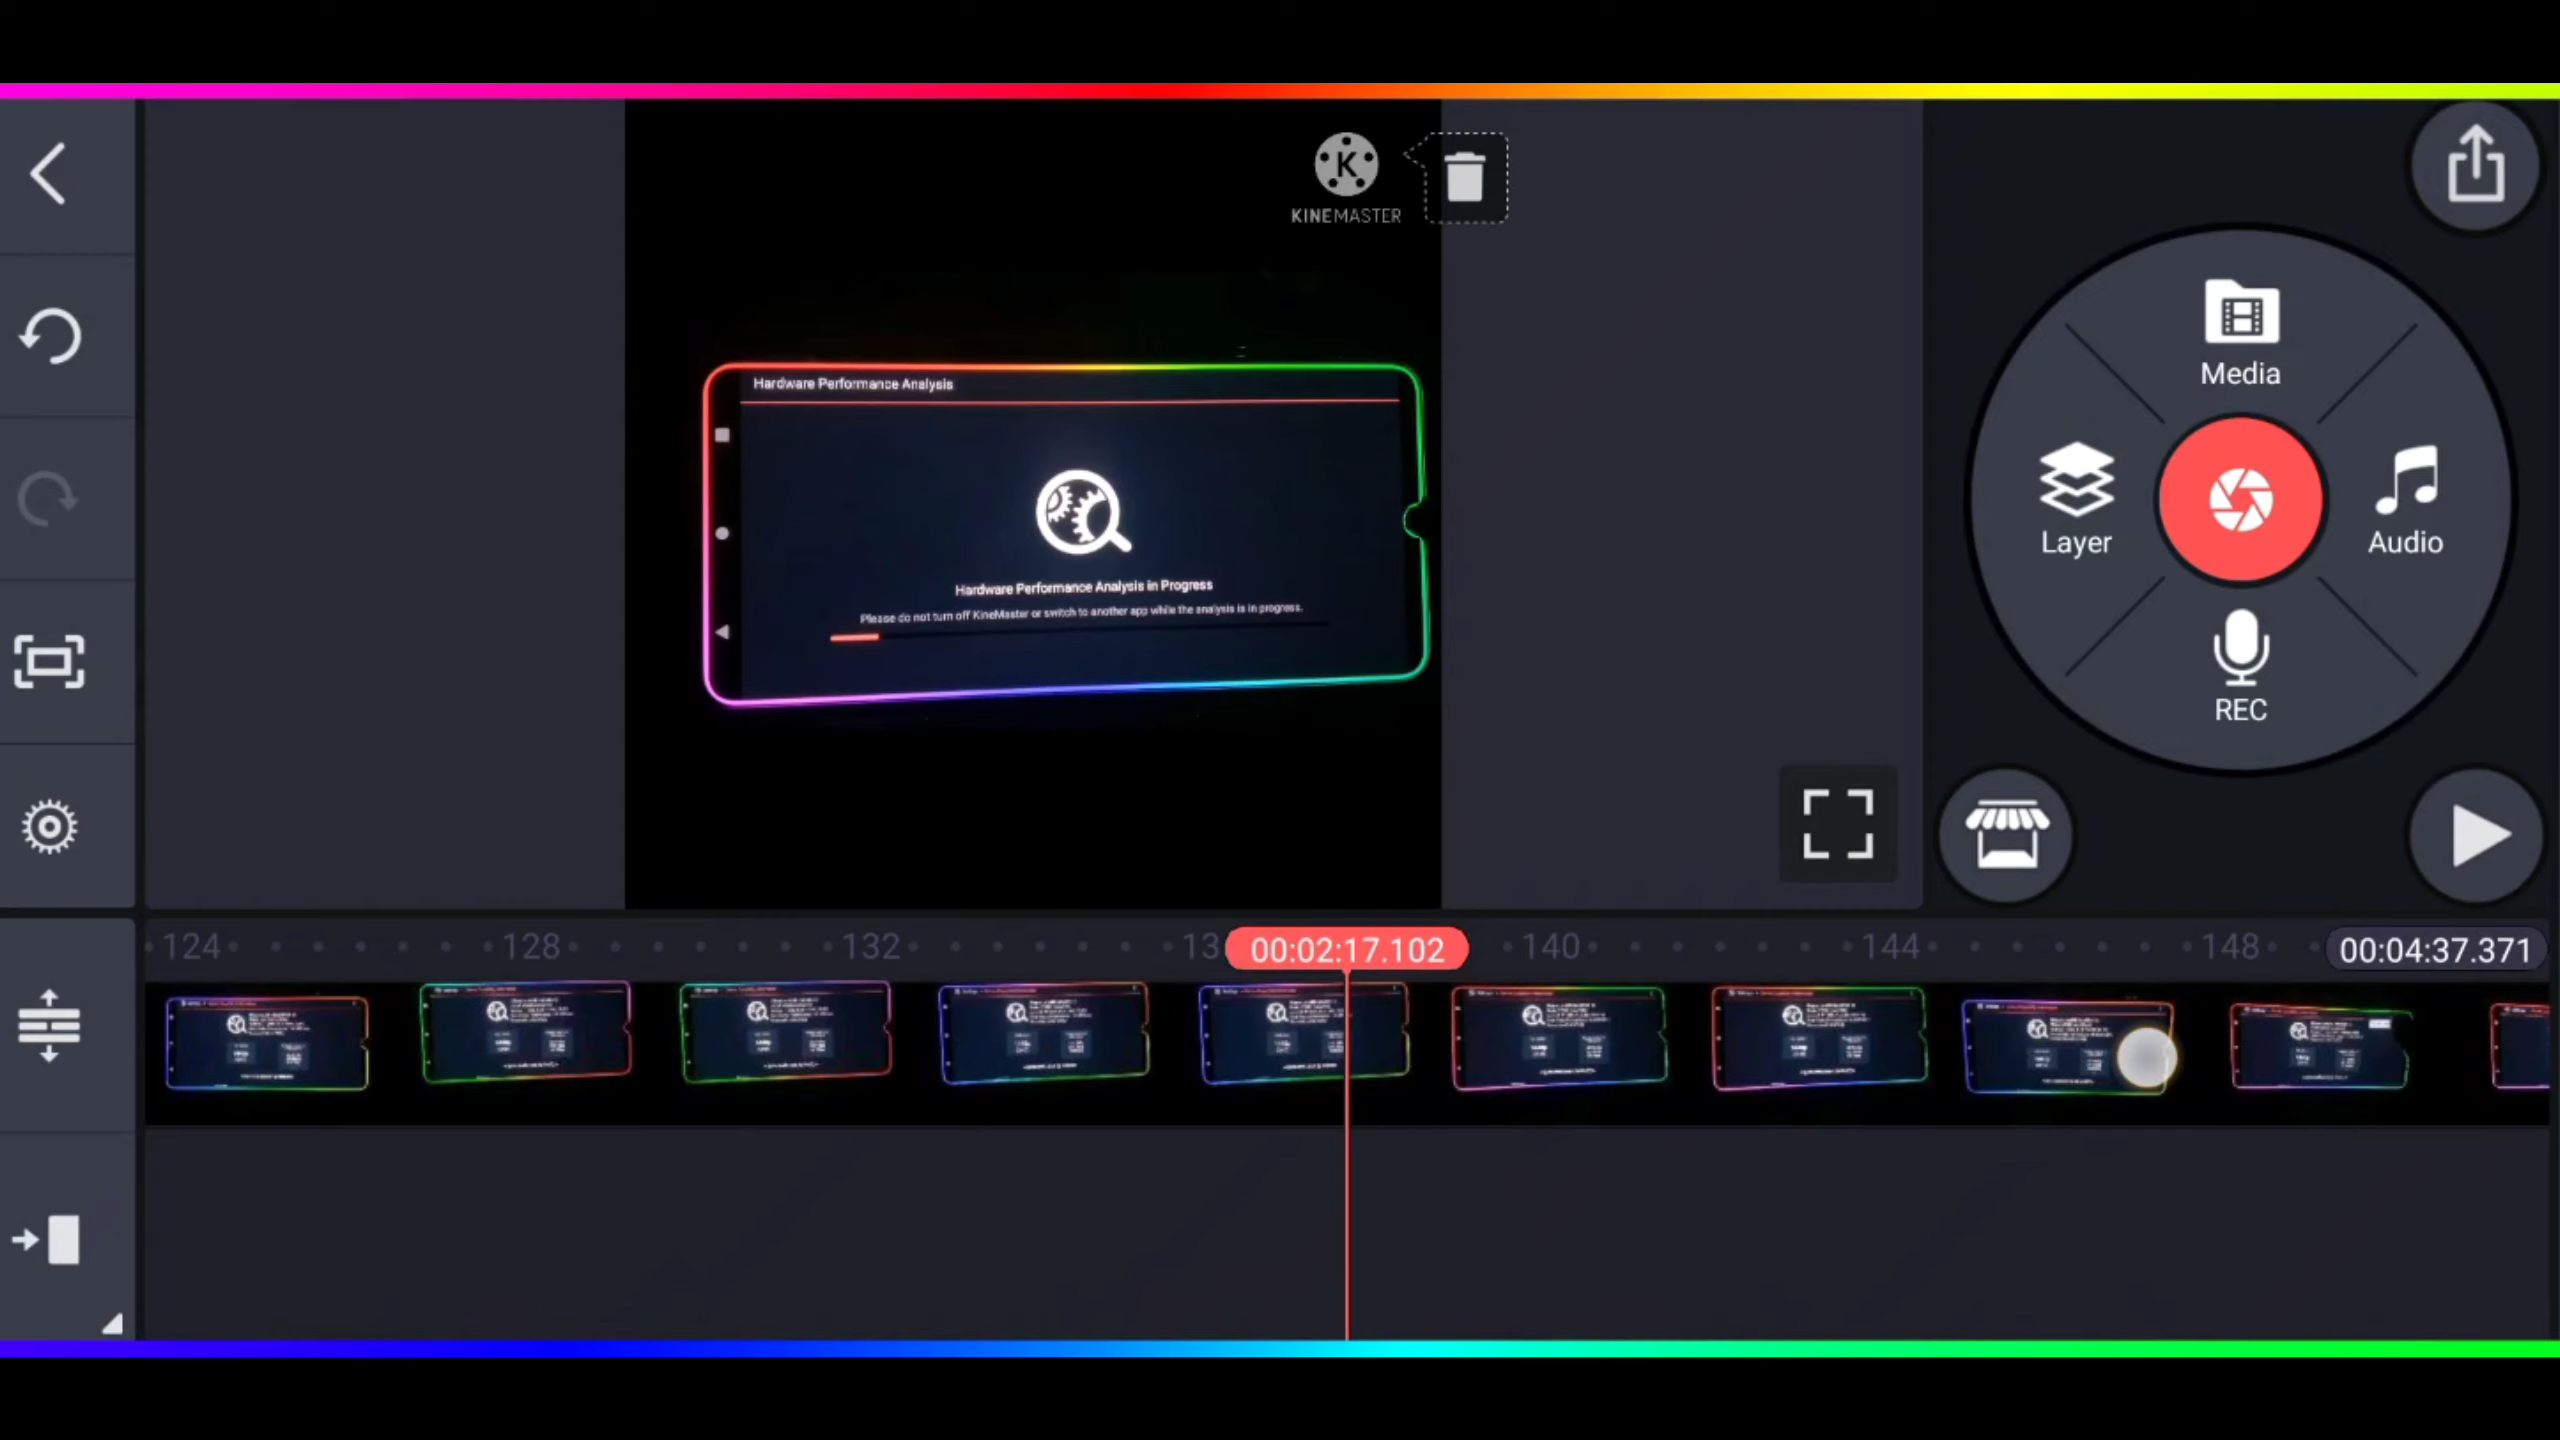 KINEMASTER
Hardware Performance Analysis
Hardware Performance Analysis in Progress
Please do not turn off KineMaster or switch to another app while the analysis is in progress.
Media
Layer
Audio
REC
124
128
132
13
00:02:17.102
140
144
148
00:04:37.371